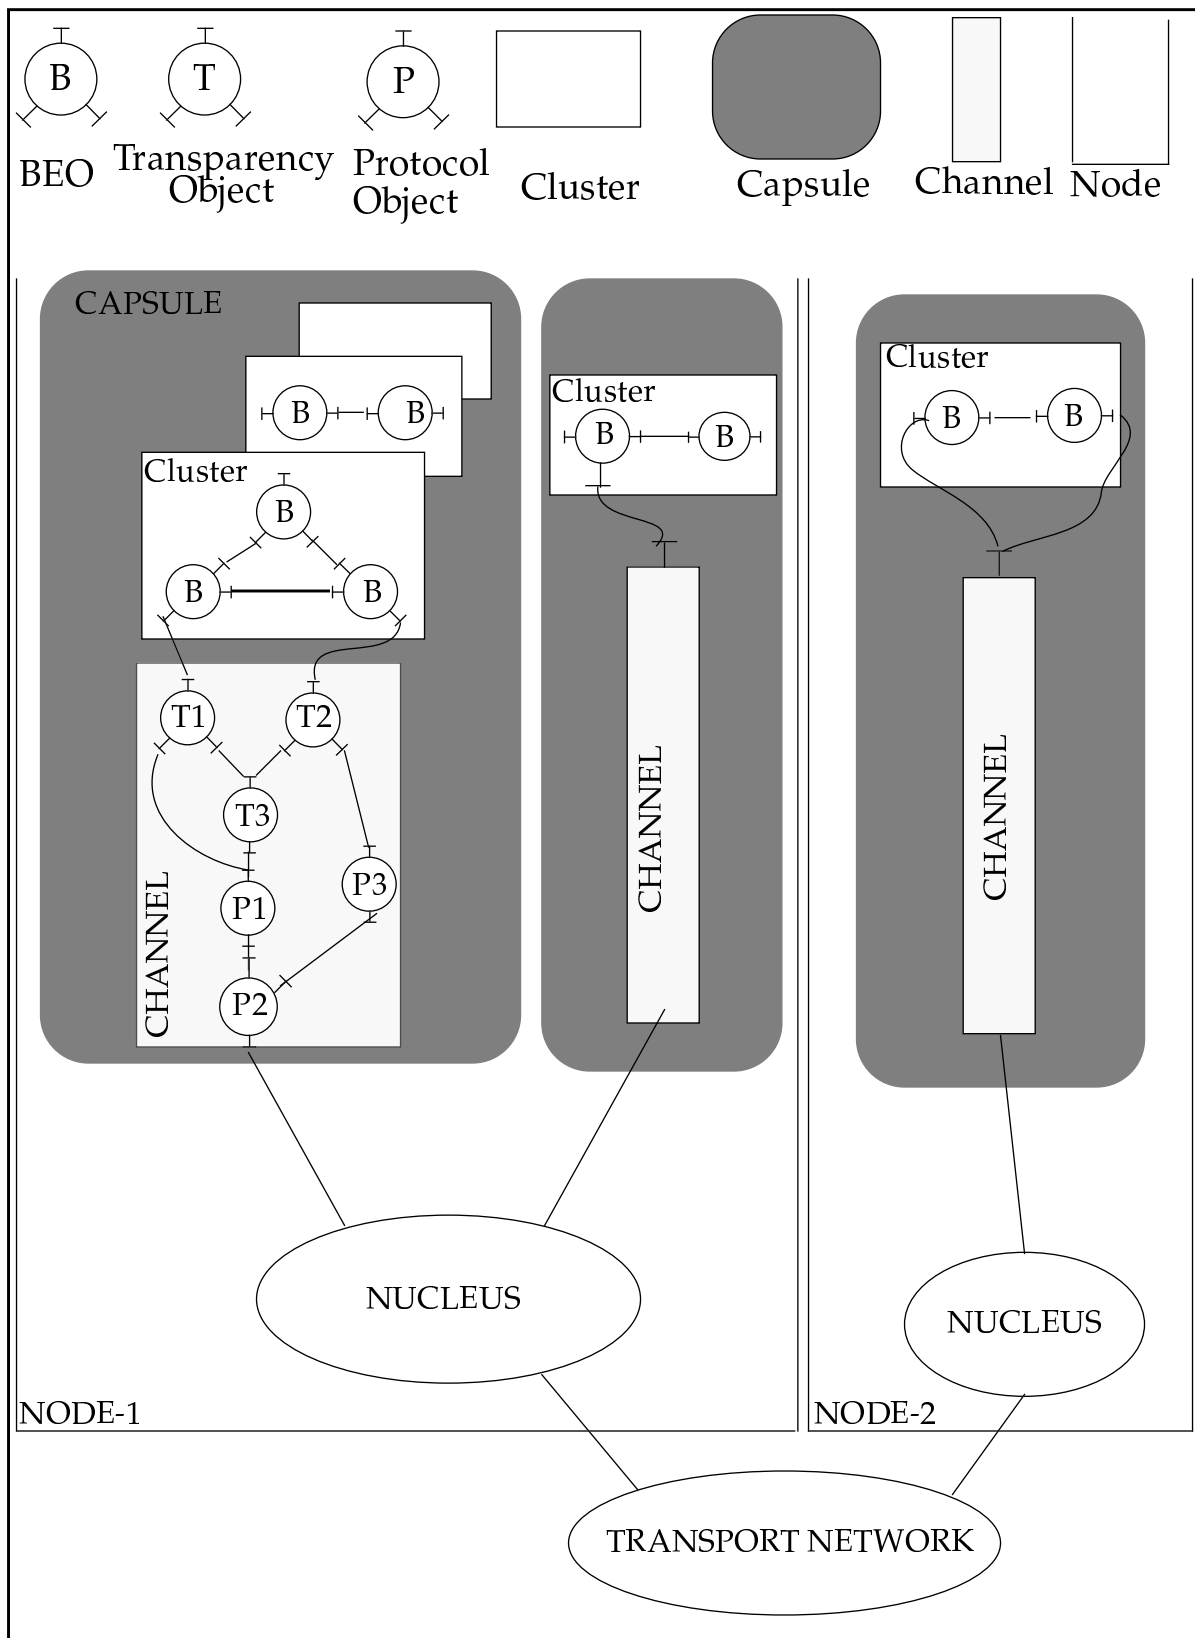 B
T
P
BEO
Transparency
Object
Protocol
Object
Cluster
Capsule
Channel
Node
CAPSULE
B
B
Cluster
B
B
B
T1
T2
T3
P3
P1
P2
CHANNEL
Cluster
B
B
CHANNEL
Cluster
B
B
CHANNEL
NUCLEUS
NUCLEUS
NODE-1
NODE-2
TRANSPORT NETWORK